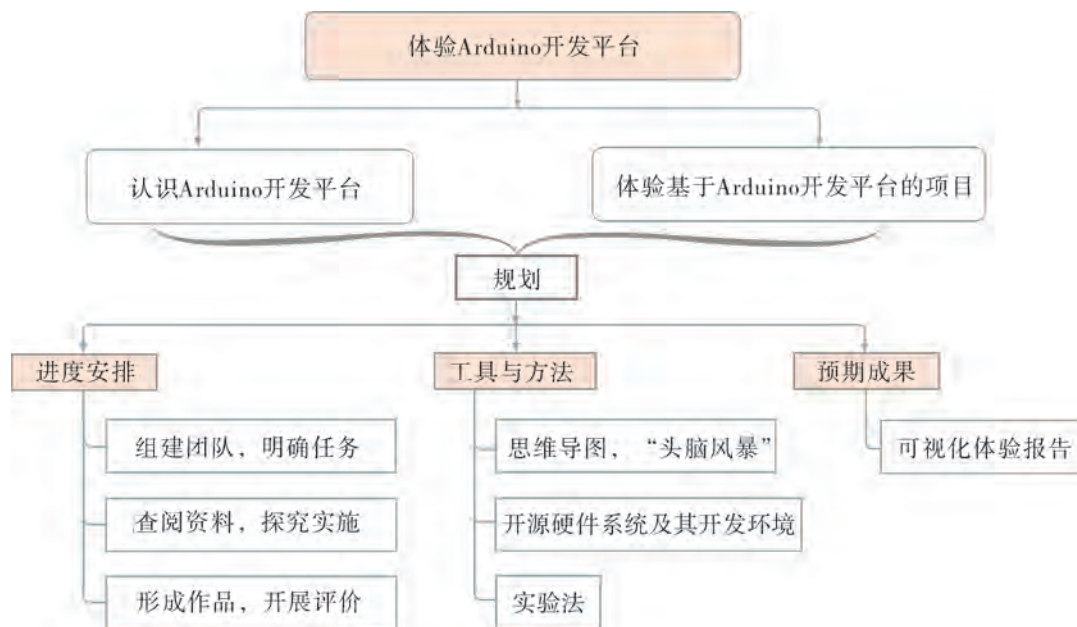 体验Arduino开发平台
认识Arduino开发平台
体验基于Arduino开发平台的项目
规划
进度安排
工具与方法
预期成果
组建团队，明确任务
思维导图，“头脑风暴”
可视化体验报告
查阅资料，探究实施
开源硬件系统及其开发环境
形成作品，开展评价
实验法